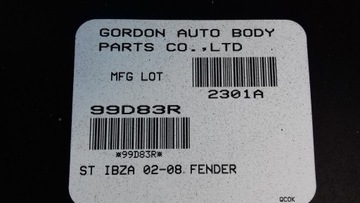 GORDON AUTO BODY
PARTS CO.,LTD
MFG LOT
2301A
99D83R
*99D83R*
ST IBZA 02-08 FENDER
QCOK